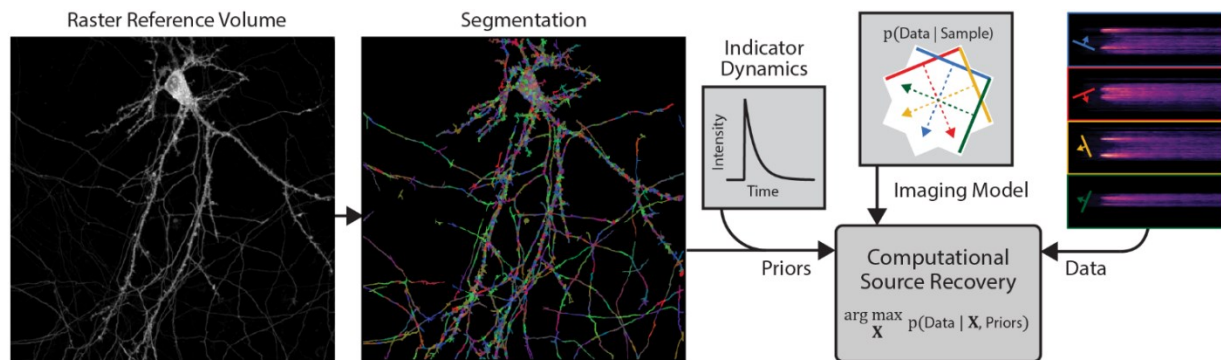 Raster Reference Volume
Segmentation
Indicator
Dynamics
Intensity
Time
p(Data | Sample)
Imaging Model
Priors
Data
Computational
Source Recovery
arg max
X
p(Data | X, Priors)